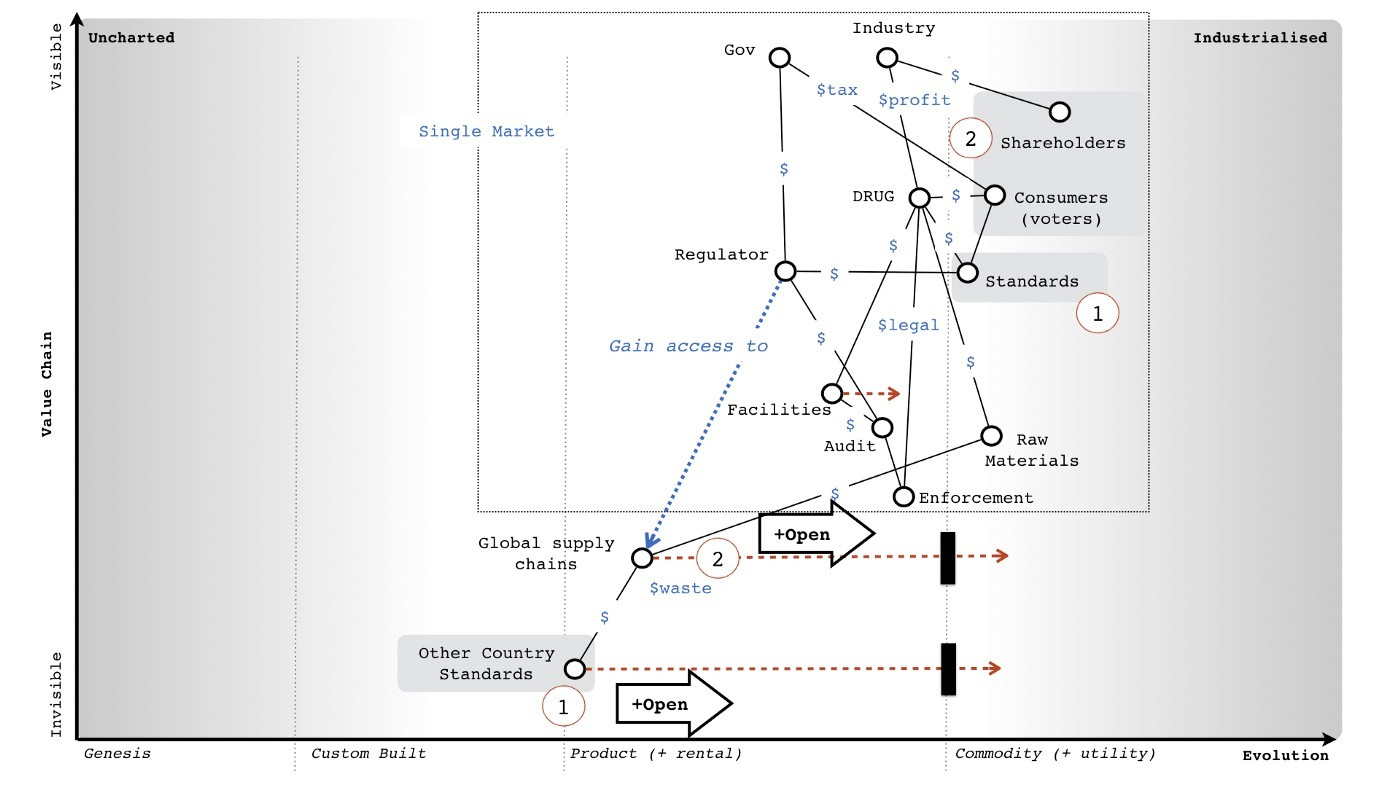 Visible
Uncharted
Industrialised
Industry
Gov
$
$tax
$profit
Single Market
2
Shareholders
$
DRUG
$
Consumers
(voters)
Regulator
$
$
$
Standards
1
$legal
Gain access to
$
$
Value Chain
Facilities
$
Audit
Raw
Materials
$
Enforcement
+Open
Global supply
chains
2
$waste
$
Other Country
Standards
1
+Open
Invisible
Genesis
Custom Built
Product (+ rental)
Commodity (+ utility)
Evolution